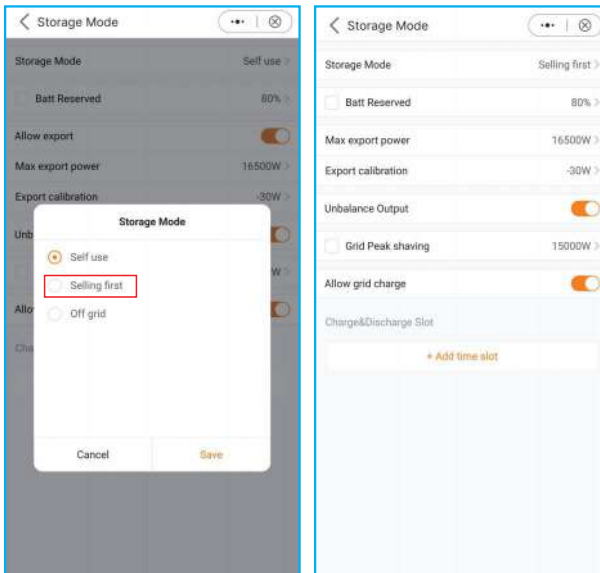 Storage Mode
Storage Mode Self use >
Batt Reserved 80% >
Allow export
Max export power 16500W >
Export calibration -30W >
Storage Mode
Unb
Self use
W >
Selling first
Allo
Off grid
Cha
Cancel Save
Storage Mode
Storage Mode Selling first >
Batt Reserved 80% >
Max export power 16500W >
Export calibration -30W >
Unbalance Output
Grid Peak shaving 15000W >
Allow grid charge
Charge&Discharge Slot
+ Add time slot